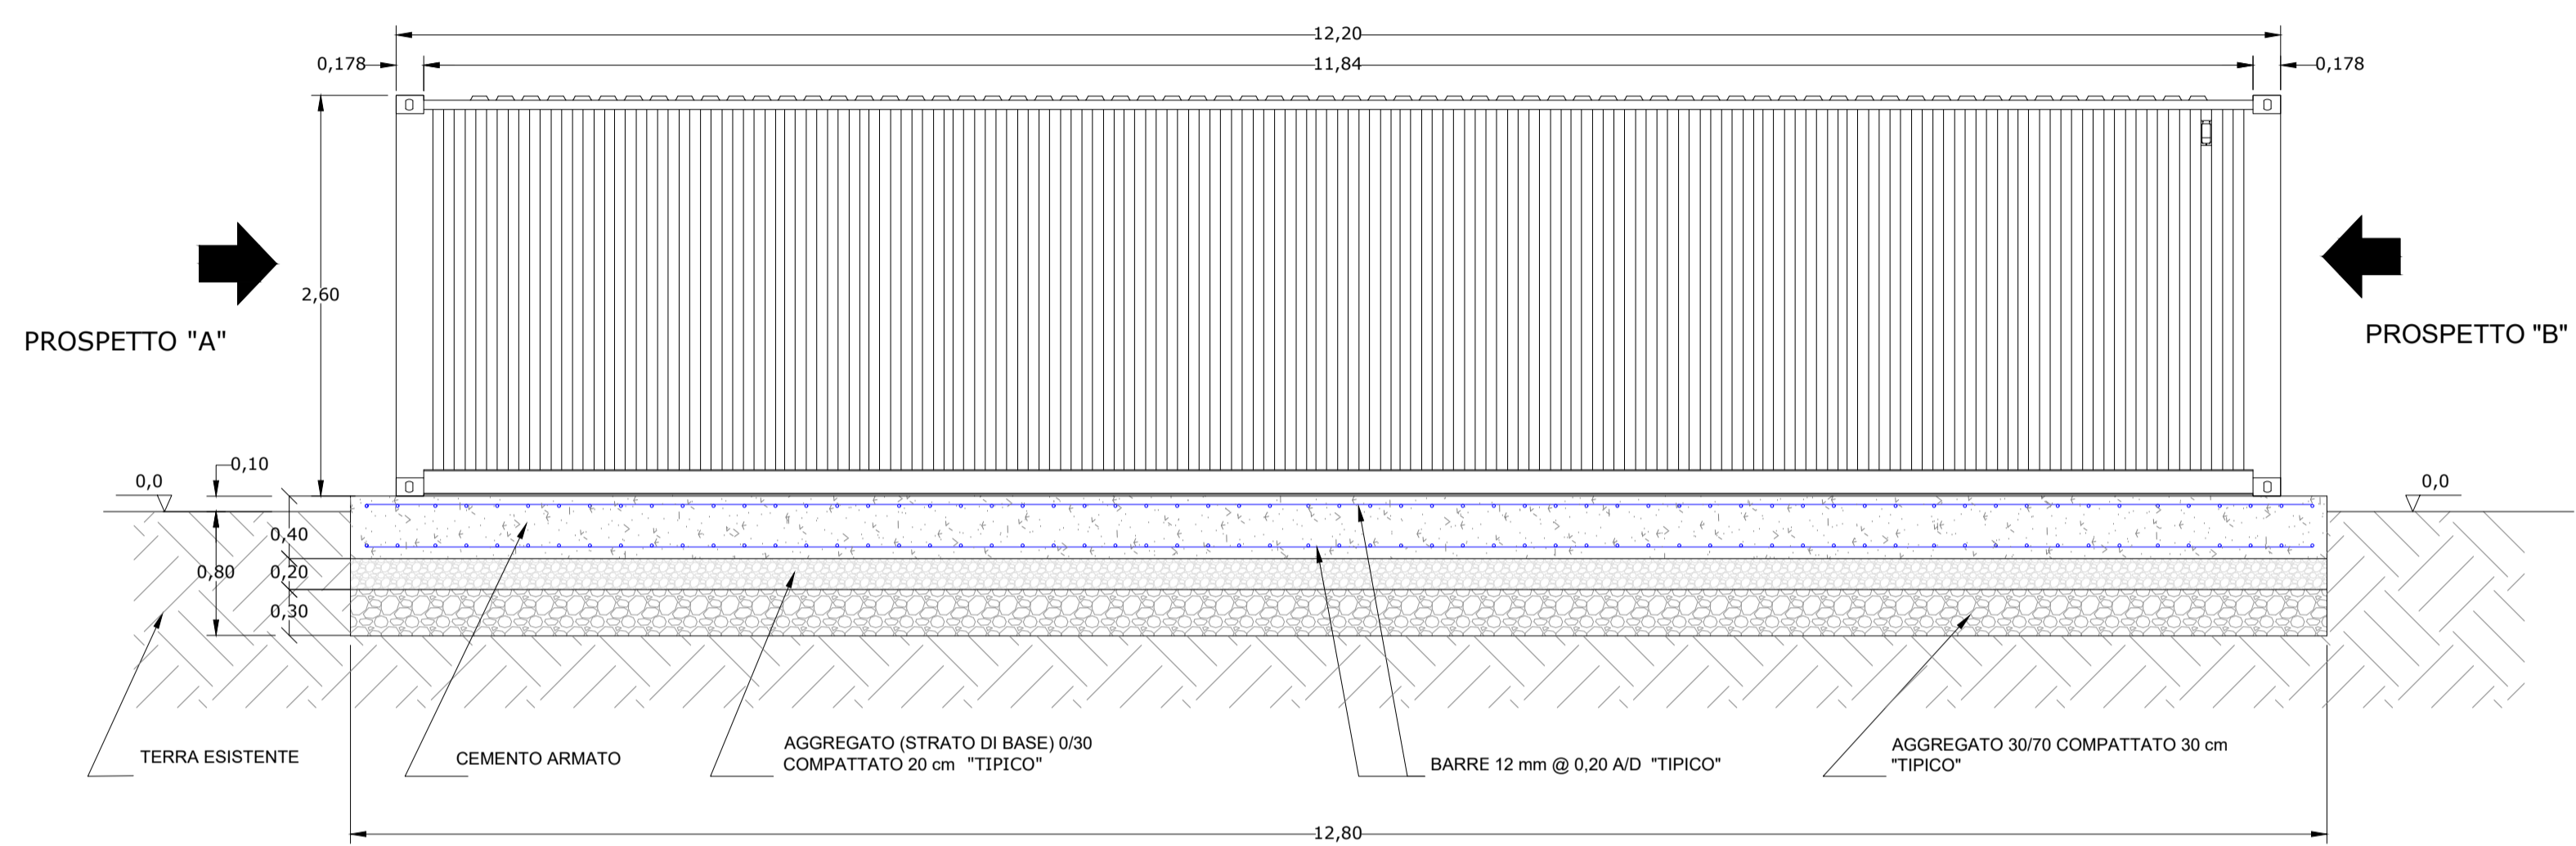 12,20
0,178
11,84
0,178
2,60
PROSPETTO "A"
PROSPETTO "B"
0,10
0,0
0,0
0,40
0,80
0,20
0,30
TERRA ESISTENTE
CEMENTO ARMATO
AGGREGATO (STRATO DI BASE) 0/30
COMPATTATO 20 cm "TIPICO"
BARRE 12 mm @ 0,20 A/D "TIPICO"
AGGREGATO 30/70 COMPATTATO 30 cm
"TIPICO"
12,80